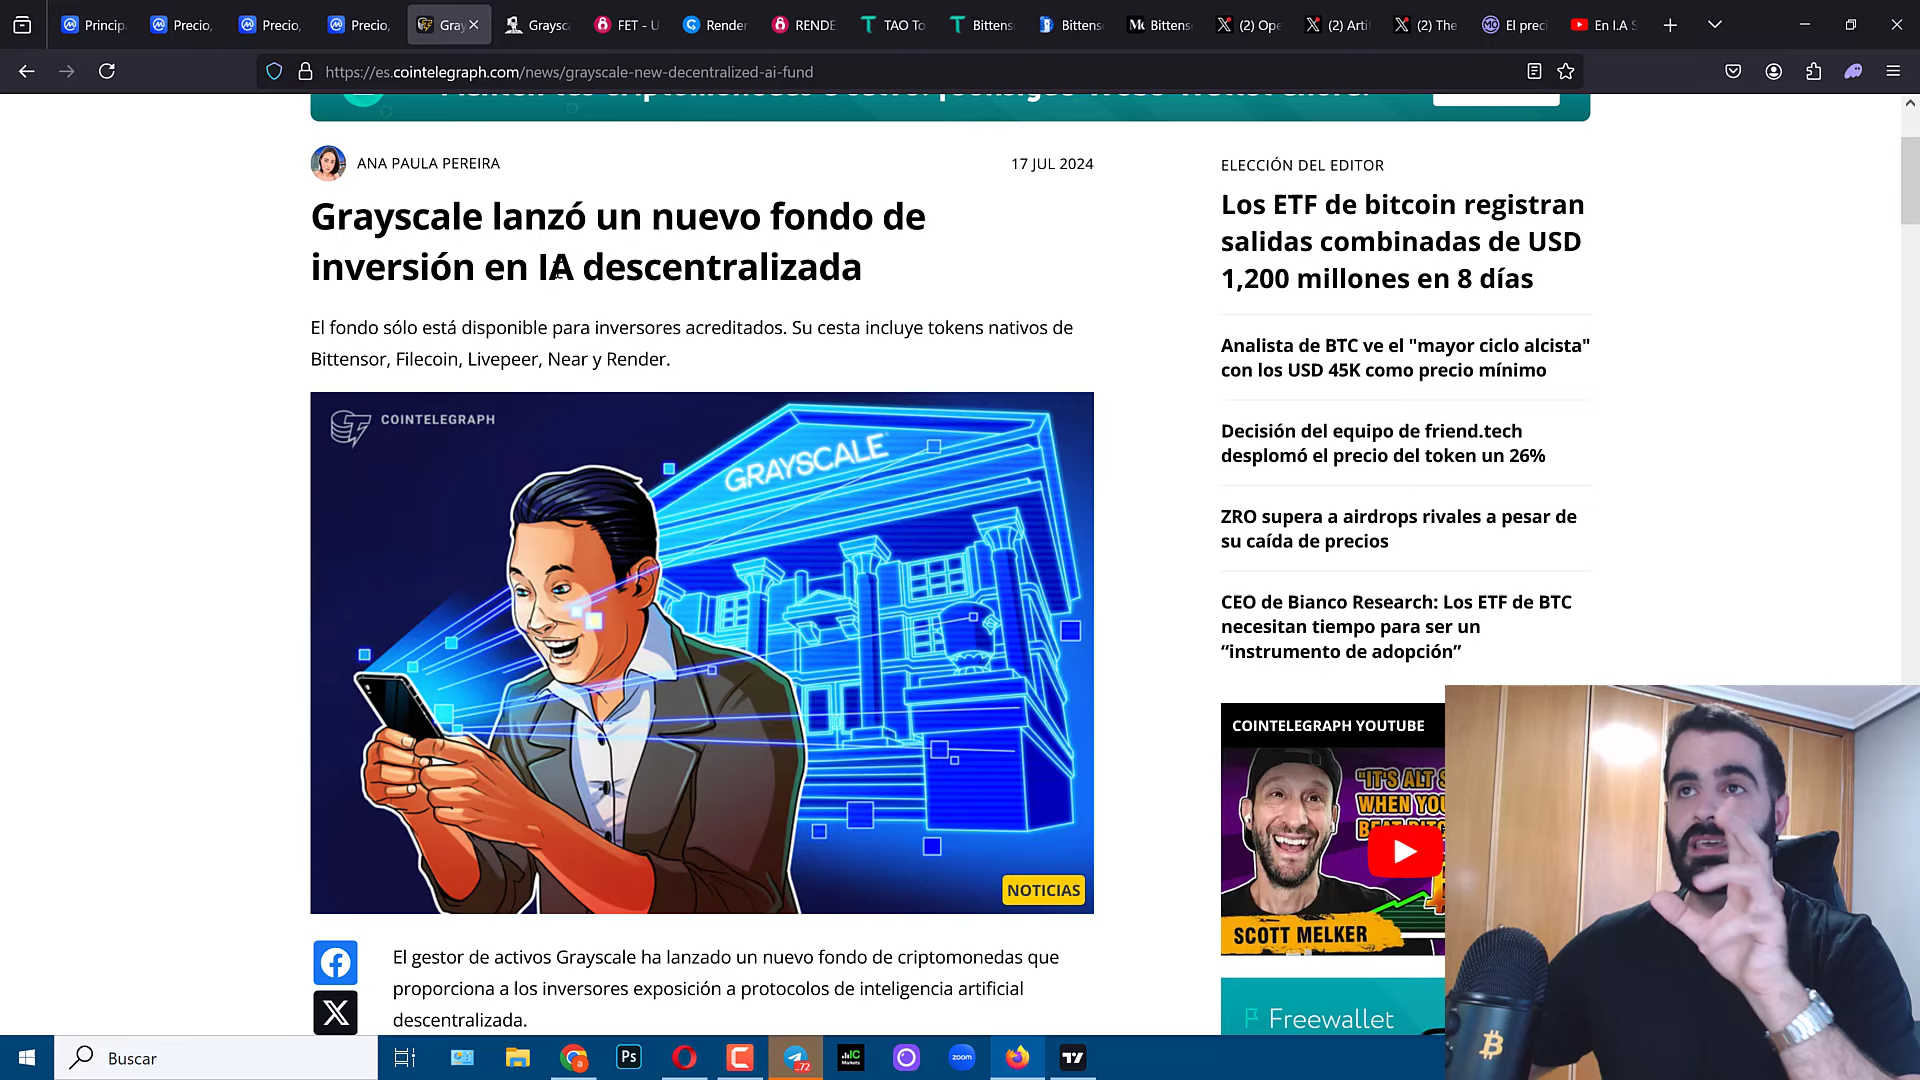 Princip
Precio,
Precio,
Precio,
Gray
Graysc
FET - U
Render
RENDE
TAO To
Bittens
Bittens
Bittens
(2) Ope
(2) Arti
(2) The
El preci
En I.A S
https://es.cointelegraph.com/news/grayscale-new-decentralized-ai-fund
ANA PAULA PEREIRA
17 JUL 2024
Grayscale lanzó un nuevo fondo de
inversión en IA descentralizada
El fondo sólo está disponible para inversores acreditados. Su cesta incluye tokens nativos de
Bittensor, Filecoin, Livepeer, Near y Render.
COINTELEGRAPH
GRAYSCALE
NOTICIAS
El gestor de activos Grayscale ha lanzado un nuevo fondo de criptomonedas que
proporciona a los inversores exposición a protocolos de inteligencia artificial
descentralizada.
ELECCIÓN DEL EDITOR
Los ETF de bitcoin registran
salidas combinadas de USD
1,200 millones en 8 días
Analista de BTC ve el "mayor ciclo alcista"
con los USD 45K como precio mínimo
Decisión del equipo de friend.tech
desplomó el precio del token un 26%
ZRO supera a airdrops rivales a pesar de
su caída de precios
CEO de Bianco Research: Los ETF de BTC
necesitan tiempo para ser un
“instrumento de adopción”
COINTELEGRAPH YOUTUBE
"IT'S ALT S
WHEN YOU
SCOTT MELKER
Freewallet
Buscar
Ps
72
IC
Markets
zoom